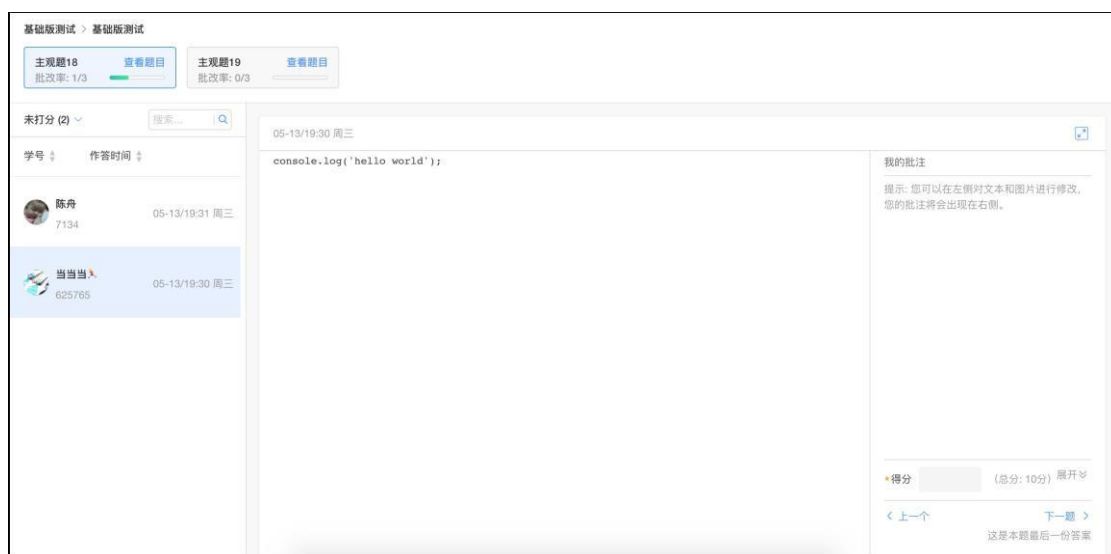 基础版测试 > 基础版测试
主观题18 查看题目
批改率: 1/3
主观题19 查看题目
批改率: 0/3
未打分 (2)
搜索...
学号 作答时间
陈舟
7134
05-13/19:31 周三
当当当
625765
05-13/19:30 周三
05-13/19:30 周三
console.log('hello world');
我的批注
提示: 您可以在左侧对文本和图片进行修改,
您的批注将会出现在右侧。
*得分 (总分: 10分) 展开
< 上一个 下一题 >
这是本题最后一份答案